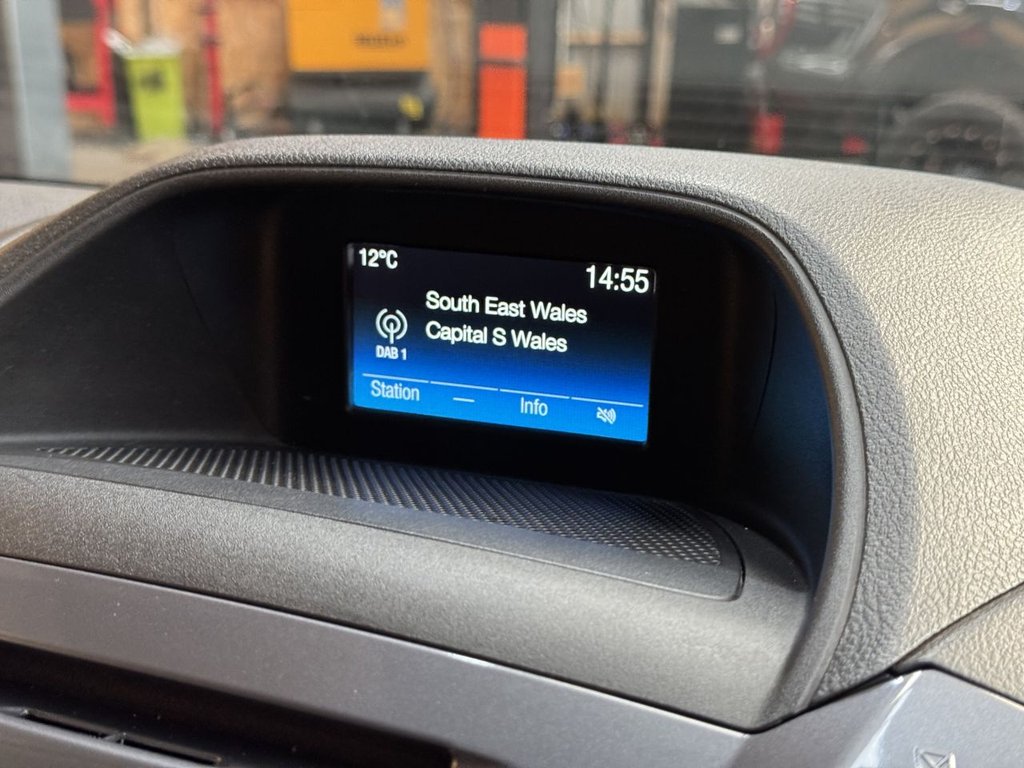 12°C
14:55
South East Wales
Capital S Wales
DAB 1
Station
Info